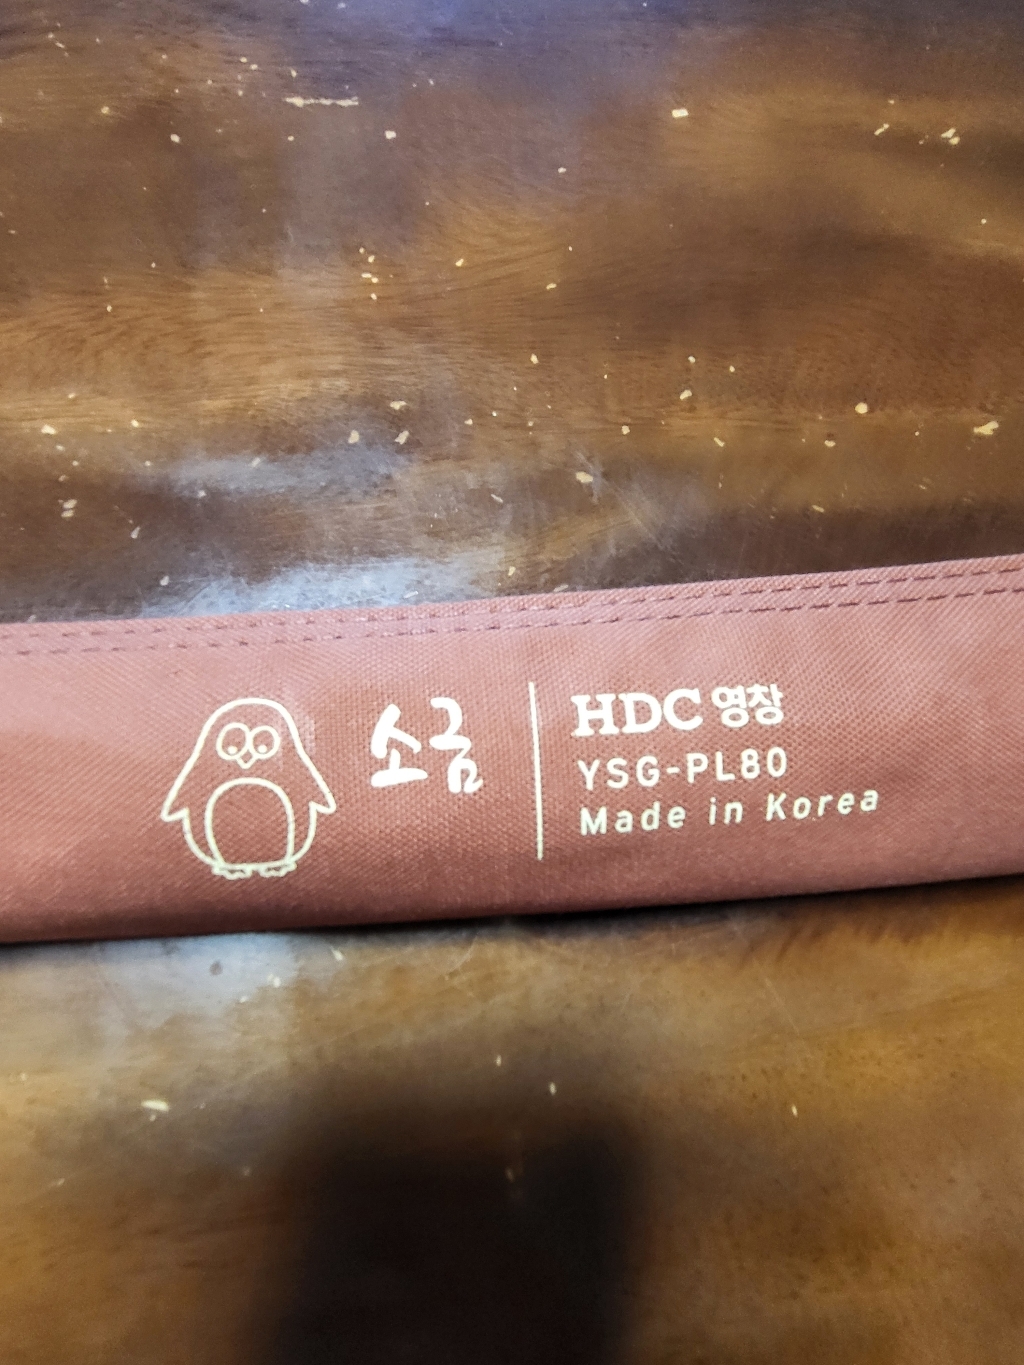 소금
HDC 영창
YSG-PL80
Made in Korea